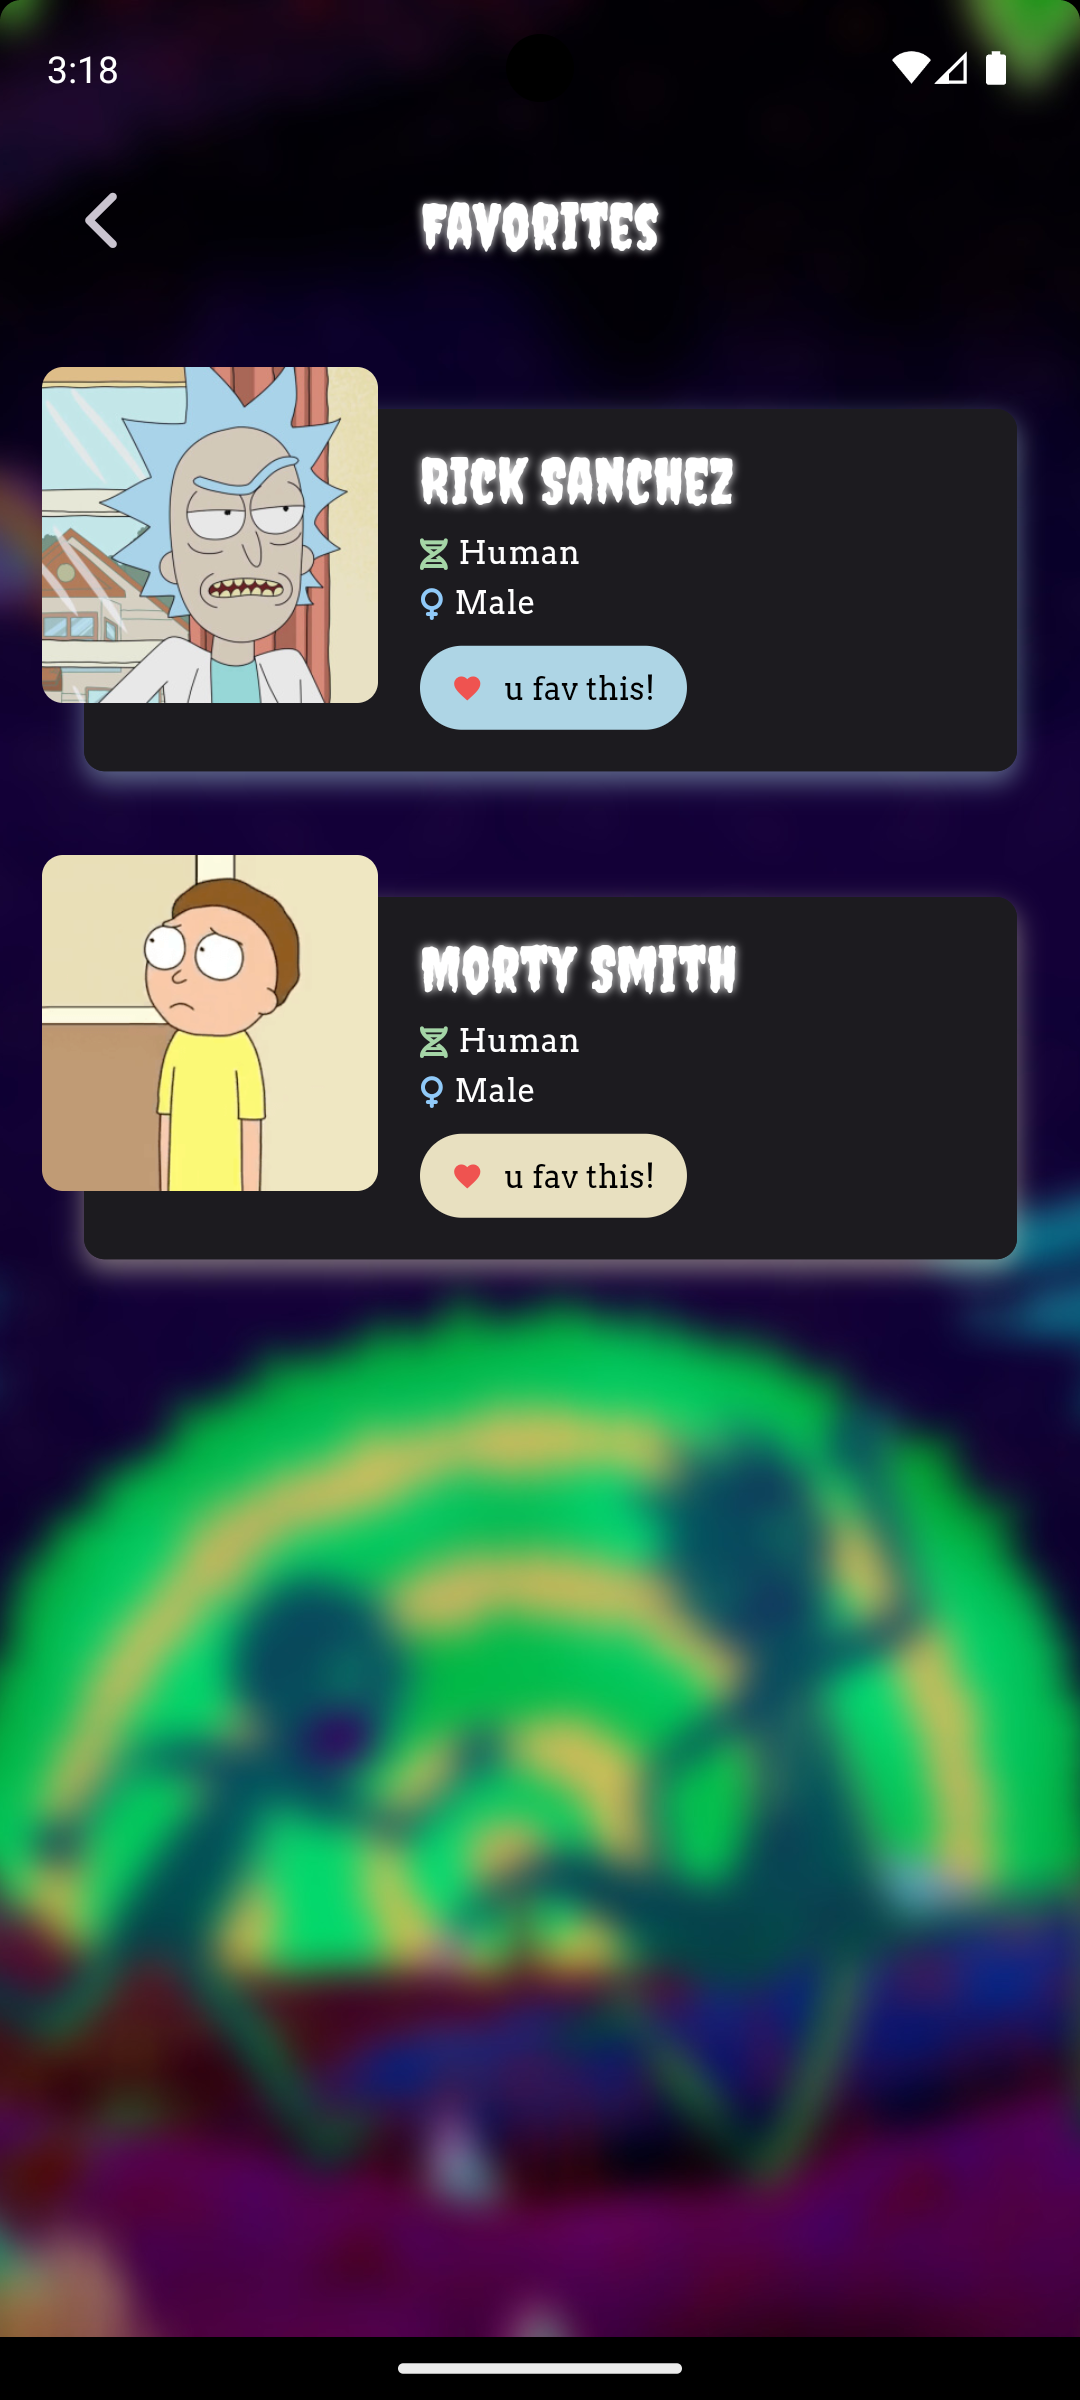 3:18
FAVORITES
RICK SANCHEZ
Human
Male
u fav this!
MORTY SMITH
Human
Male
u fav this!